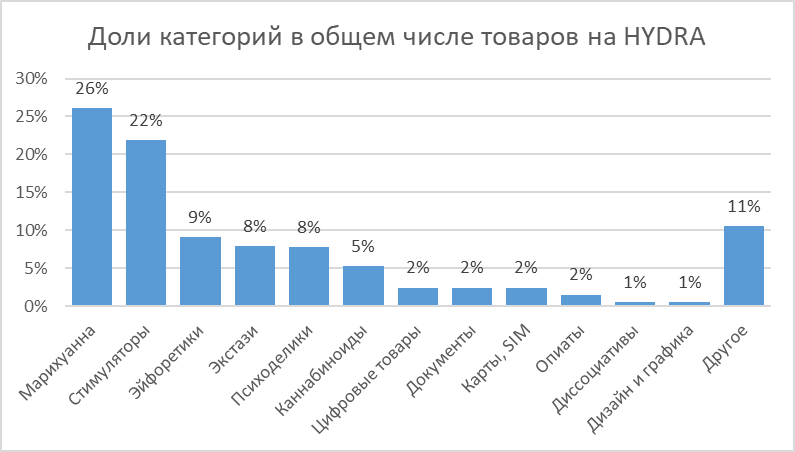 Доли категорий в общем числе товаров на HYDRA
30%
25%
20%
15%
10%
5%
0%
26%
22%
9%
8%
8%
5%
2%
2%
2%
2%
1%
1%
11%
Марихуанна
Стимуляторы
Эйфоретики
Экстази
Психоделики
Каннабиноиды
Цифровые товары
Документы
Карты, SIM
Опиаты
Диссоциативы
Дизайн и графика
Другое